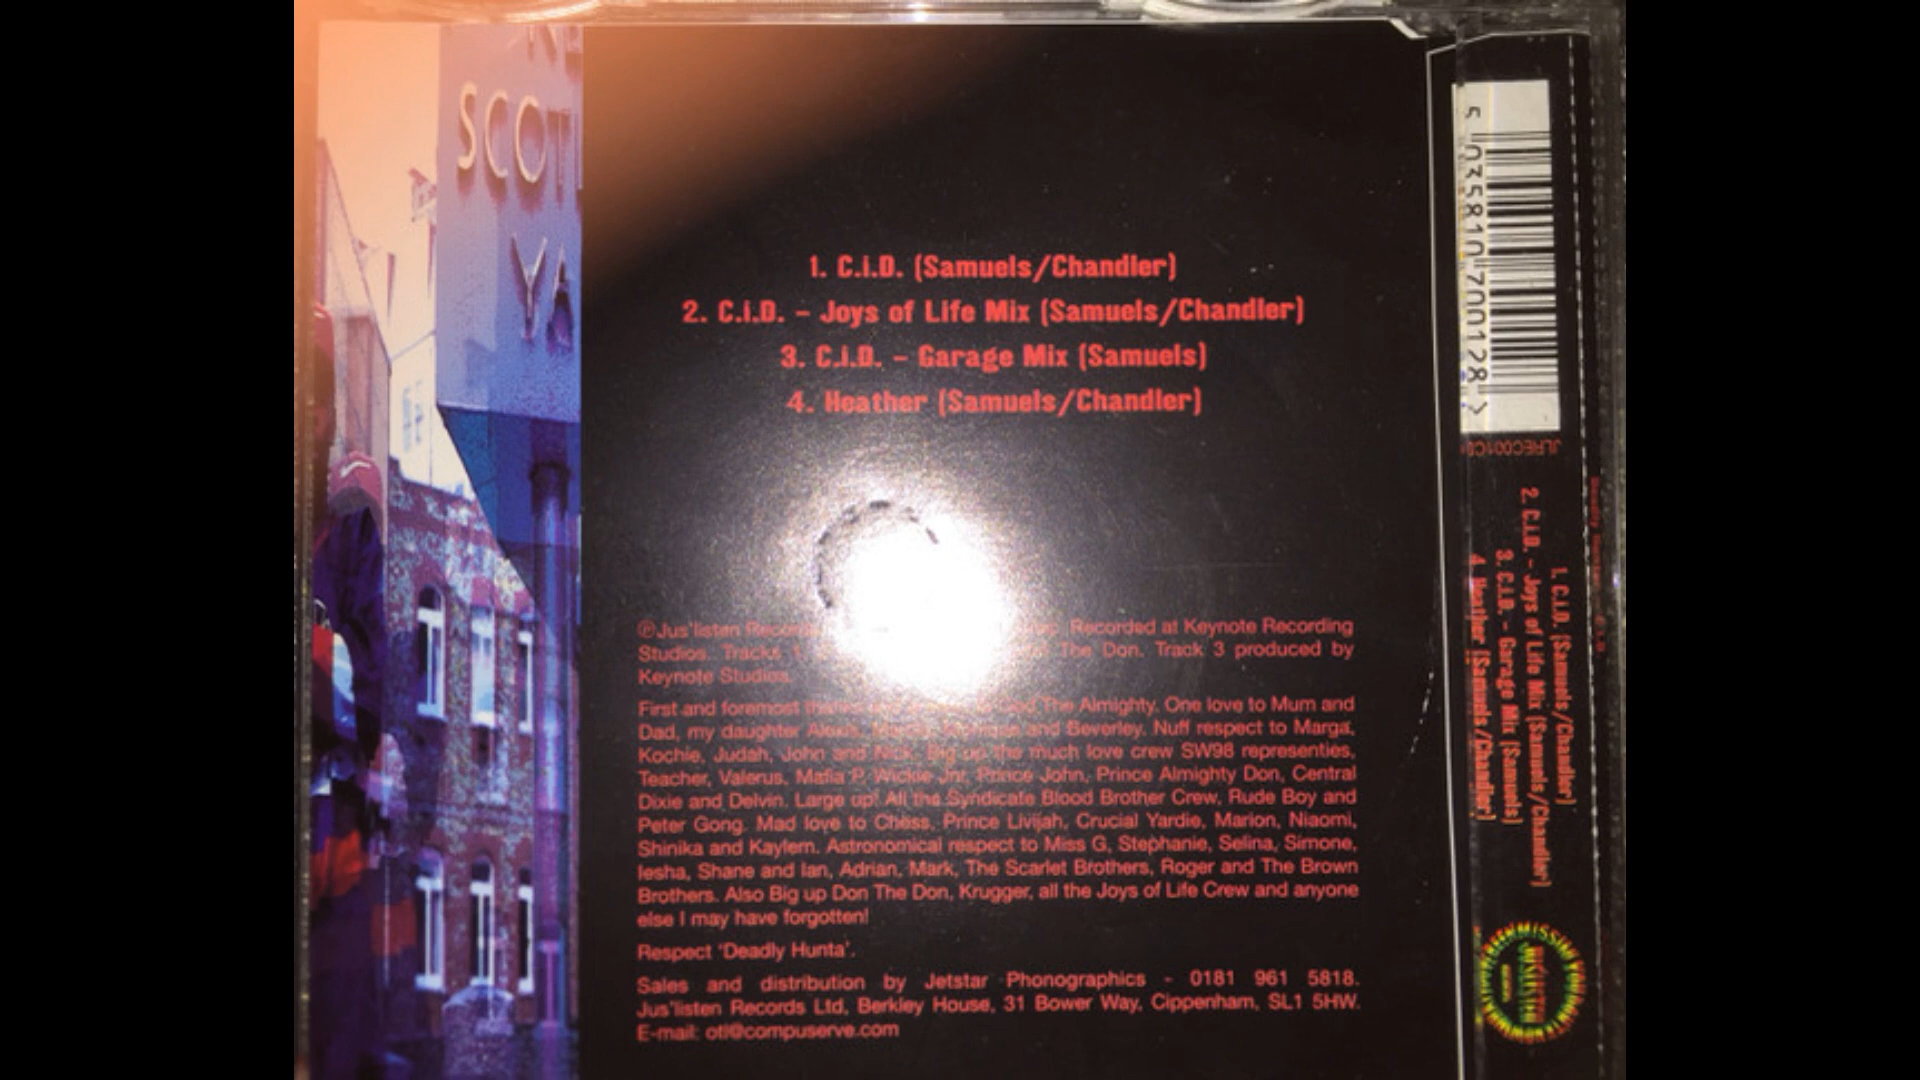 SCOT
YA
1. C.i.D. (Samuels/Chandler)
2. C.i.D. – Joys of Life Mix (Samuels/Chandler)
3. C.i.D. – Garage Mix (Samuels)
4. Heather (Samuels/Chandler)
℗Jus'listen Recorded at Keynote Recording
Studios. Tracks 1 The Don. Track 3 produced by
Keynote Studios.
First and foremost The Almighty. One love to Mum and
Dad, my daughter and Beverley. Nuff respect to Marga,
Kochie, Judah, John and Nick. Big up the much love crew SW98 representies,
Teacher, Valerus, Mafia P, Wickie Jnr, Prince John, Prince Almighty Don, Central
Dixie and Delvin. Large up! All the Syndicate Blood Brother Crew, Rude Boy and
Peter Gong. Mad love to Chess, Prince Livijah, Crucial Yardie, Marion, Niaomi,
Shinika and Kaylem. Astronomical respect to Miss G, Stephanie, Selina, Simone,
Iesha, Shane and Ian, Adrian, Mark, The Scarlet Brothers, Roger and The Brown
Brothers. Also Big up Don The Don, Krugger, all the Joys of Life Crew and anyone
else I may have forgotten!
Respect 'Deadly Hunta'.
Sales and distribution by Jetstar Phonographics - 0181 961 5818.
Jus'listen Records Ltd, Berkley House, 31 Bower Way, Cippenham, SL1 5HW.
E-mail: otl@compuserve.com
5 035810 700128 >
JLREC001CD
1. C.i.D. (Samuels/Chandler)
2. C.i.D. – Joys of Life Mix (Samuels/Chandler)
3. C.i.D. – Garage Mix (Samuels)
4. Heather (Samuels/Chandler)